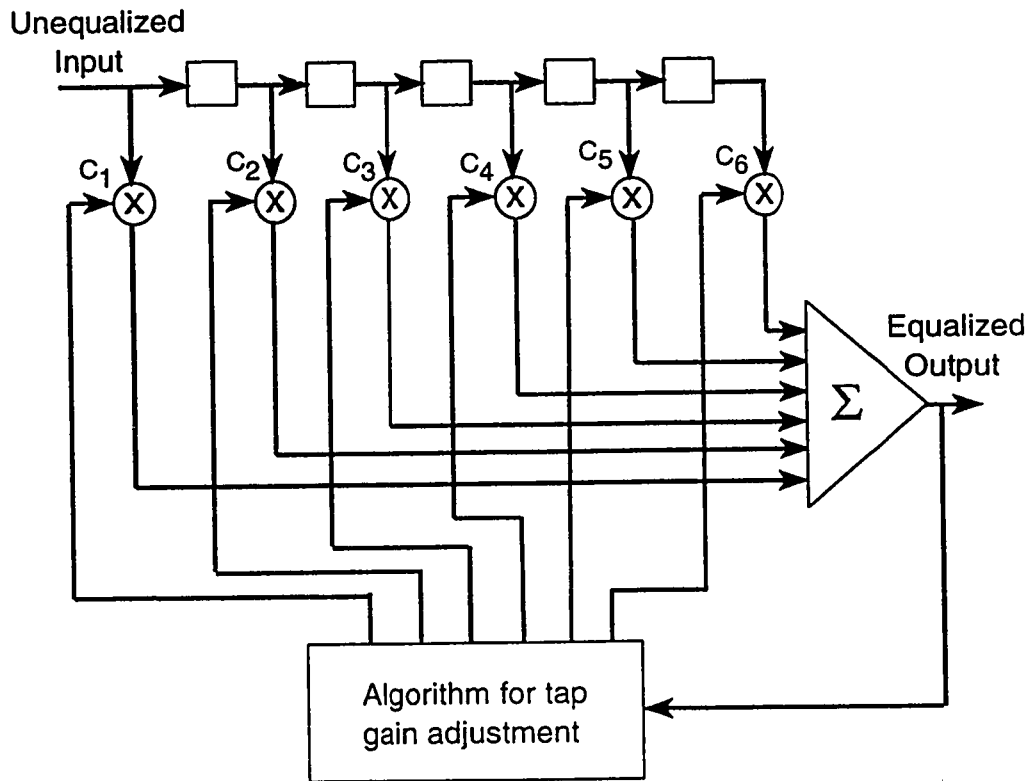 Unequalized
Input
C1
C2
C3
C4
C5
C6
X
X
X
X
X
X
Equalized
Output
Σ
Algorithm for tap
gain adjustment